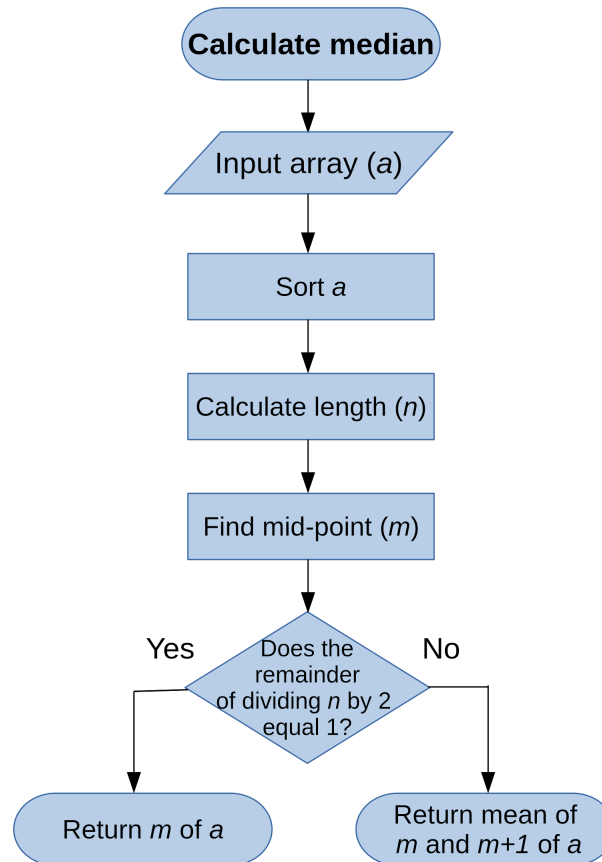 Calculate median
Input array (a)
Sort a
Calculate length (n)
Find mid-point (m)
Yes
No
Does the
remainder
of dividing n by 2
equal 1?
Return m of a
Return mean of
m and m+1 of a